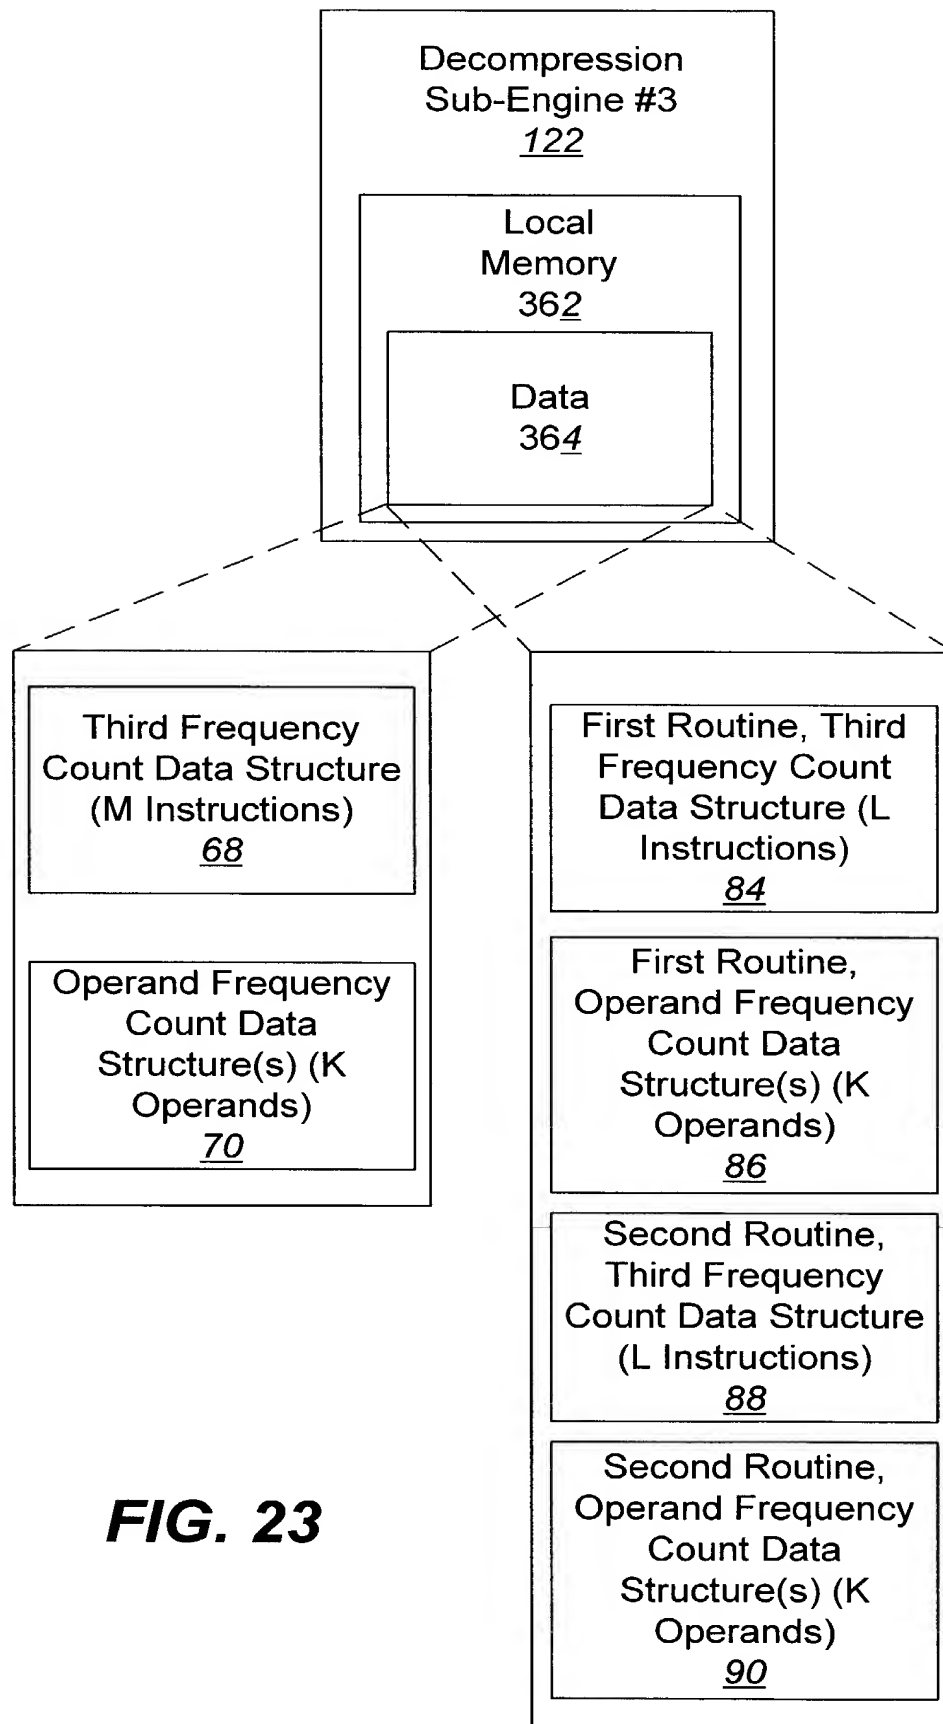 Decompression
Sub-Engine #3
122
Local
Memory
362
Data
364
Third Frequency
Count Data Structure
(M Instructions)
68
Operand Frequency
Count Data
Structure(s) (K
Operands)
70
First Routine, Third
Frequency Count
Data Structure (L
Instructions)
84
First Routine,
Operand Frequency
Count Data
Structure(s) (K
Operands)
86
Second Routine,
Third Frequency
Count Data Structure
(L Instructions)
88
Second Routine,
Operand Frequency
Count Data
Structure(s) (K
Operands)
90
FIG. 23